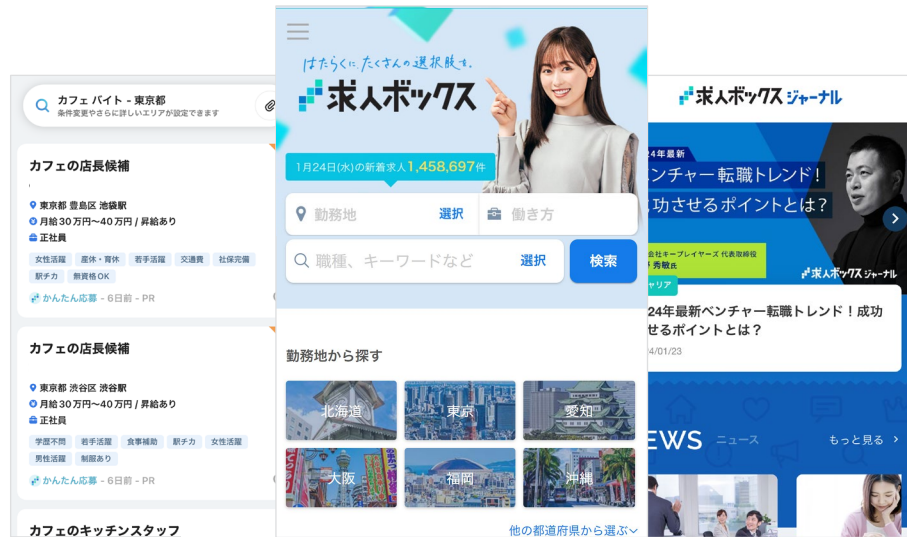 カフェ バイト - 東京都
条件変更やさらに詳しいエリアが設定できます
カフェの店長候補
東京都 豊島区 池袋駅
月給30万円〜40万円 / 昇給あり
正社員
女性活躍 産休・育休 若手活躍 交通費 社保完備
駅チカ 無資格OK
かんたん応募 - 6日前 - PR
カフェの店長候補
東京都 渋谷区 渋谷駅
月給30万円〜40万円 / 昇給あり
正社員
学歴不問 若手活躍 食事補助 駅チカ 女性活躍
男性活躍 制服あり
かんたん応募 - 6日前 - PR
カフェのキッチンスタッフ
はたらくに、たくさんの選択肢を。
求人ボックス
1月24日(水)の新着求人1,458,697件
勤務地 選択 働き方
職種、キーワードなど 選択 検索
勤務地から探す
北海道 東京 愛知
大阪 福岡 沖縄
他の都道府県から選ぶ
求人ボックス ジャーナル
24年最新
ンチャー転職トレンド!
功させるポイントとは?
会社キープレイヤーズ 代表取締役
秀敏氏
求人ボックス ジャーナル
ャリア
24年最新ベンチャー転職トレンド!成功
せるポイントとは?
4/01/23
EWS ニュース もっと見る